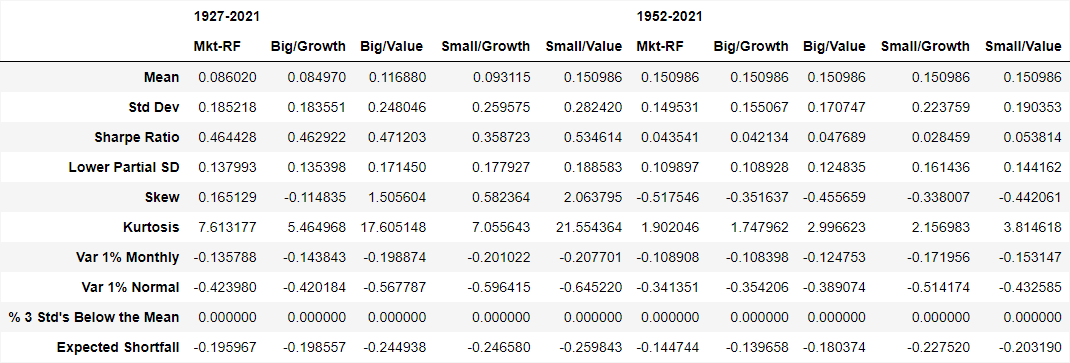 1927-2021 1952-2021
Mkt-RF Big/Growth Big/Value Small/Growth Small/Value Mkt-RF Big/Growth Big/Value Small/Growth Small/Value
Mean 0.086020 0.084970 0.116880 0.093115 0.150986 0.150986 0.150986 0.150986 0.150986 0.150986
Std Dev 0.185218 0.183551 0.248046 0.259575 0.282420 0.149531 0.155067 0.170747 0.223759 0.190353
Sharpe Ratio 0.464428 0.462922 0.471203 0.358723 0.534614 0.043541 0.042134 0.047689 0.028459 0.053814
Lower Partial SD 0.137993 0.135398 0.171450 0.177927 0.188583 0.109897 0.108928 0.124835 0.161436 0.144162
Skew 0.165129 -0.114835 1.505604 0.582364 2.063795 -0.517546 -0.351637 -0.455659 -0.338007 -0.442061
Kurtosis 7.613177 5.464968 17.605148 7.055643 21.554364 1.902046 1.747962 2.996623 2.156983 3.814618
Var 1% Monthly -0.135788 -0.143843 -0.198874 -0.201022 -0.207701 -0.108908 -0.108398 -0.124753 -0.171956 -0.153147
Var 1% Normal -0.423980 -0.420184 -0.567787 -0.596415 -0.645220 -0.341351 -0.354206 -0.389074 -0.514174 -0.432585
% 3 Std's Below the Mean 0.000000 0.000000 0.000000 0.000000 0.000000 0.000000 0.000000 0.000000 0.000000 0.000000
Expected Shortfall -0.195967 -0.198557 -0.244938 -0.246580 -0.259843 -0.144744 -0.139658 -0.180374 -0.227520 -0.203190